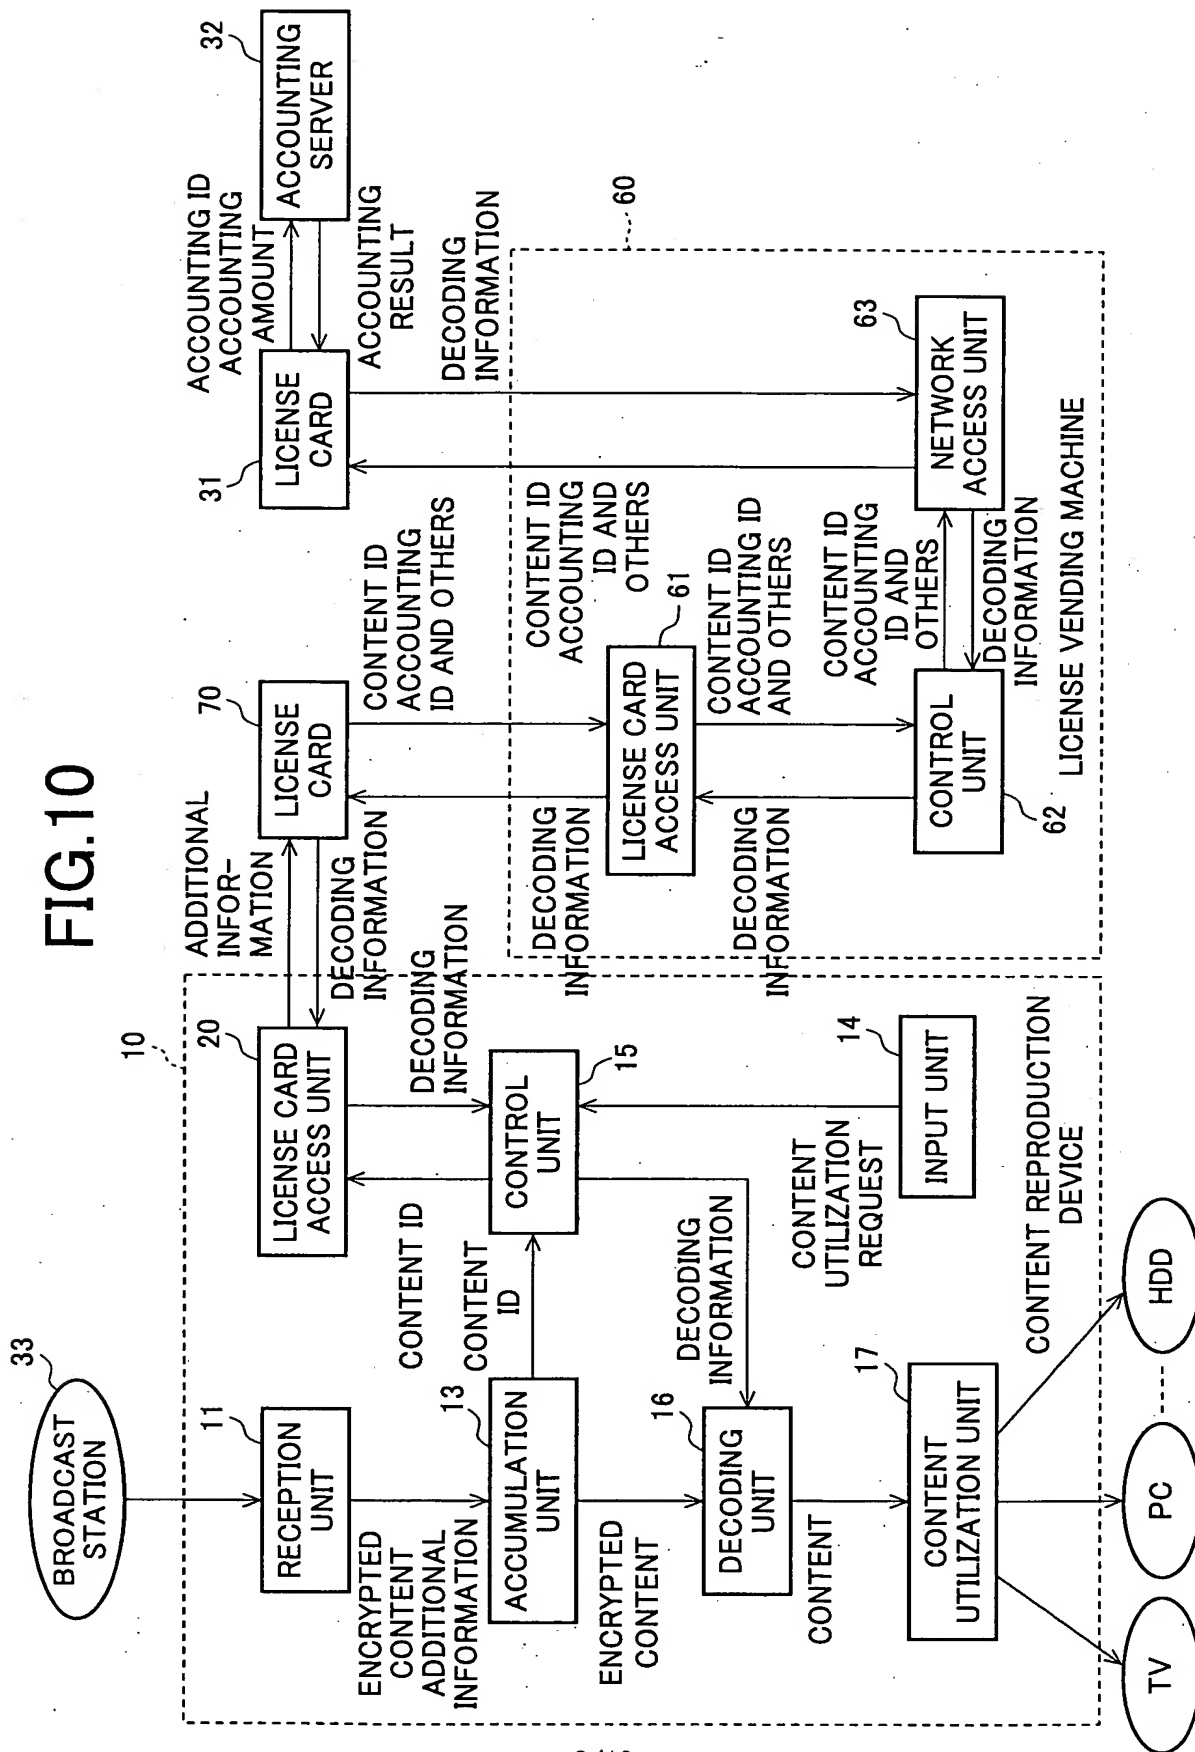 FIG.10
33
BROADCAST
STATION
10
11
RECEPTION
UNIT
ENCRYPTED
CONTENT
ADDITIONAL
INFORMATION
13
ACCUMULATION
UNIT
ENCRYPTED
CONTENT
16
DECODING
UNIT
CONTENT
17
CONTENT
UTILIZATION UNIT
TV
PC
HDD
CONTENT REPRODUCTION
DEVICE
20
LICENSE CARD
ACCESS UNIT
CONTENT ID
CONTENT
ID
DECODING
INFORMATION
15
CONTROL
UNIT
DECODING
INFORMATION
CONTENT
UTILIZATION
REQUEST
14
INPUT UNIT
ADDITIONAL
INFOR-
MATION
DECODING
INFORMATION
70
LICENSE
CARD
CONTENT ID
ACCOUNTING
ID AND OTHERS
DECODING
INFORMATION
61
LICENSE CARD
ACCESS UNIT
CONTENT ID
ACCOUNTING ID
AND OTHERS
DECODING
INFORMATION
62
CONTROL
UNIT
CONTENT ID
ACCOUNTING
ID AND
OTHERS
DECODING
INFORMATION
63
NETWORK
ACCESS UNIT
LICENSE VENDING MACHINE
60
CONTENT ID
ACCOUNTING
ID AND
OTHERS
DECODING
INFORMATION
31
LICENSE
CARD
ACCOUNTING ID
ACCOUNTING
AMOUNT
ACCOUNTING
RESULT
32
ACCOUNTING
SERVER